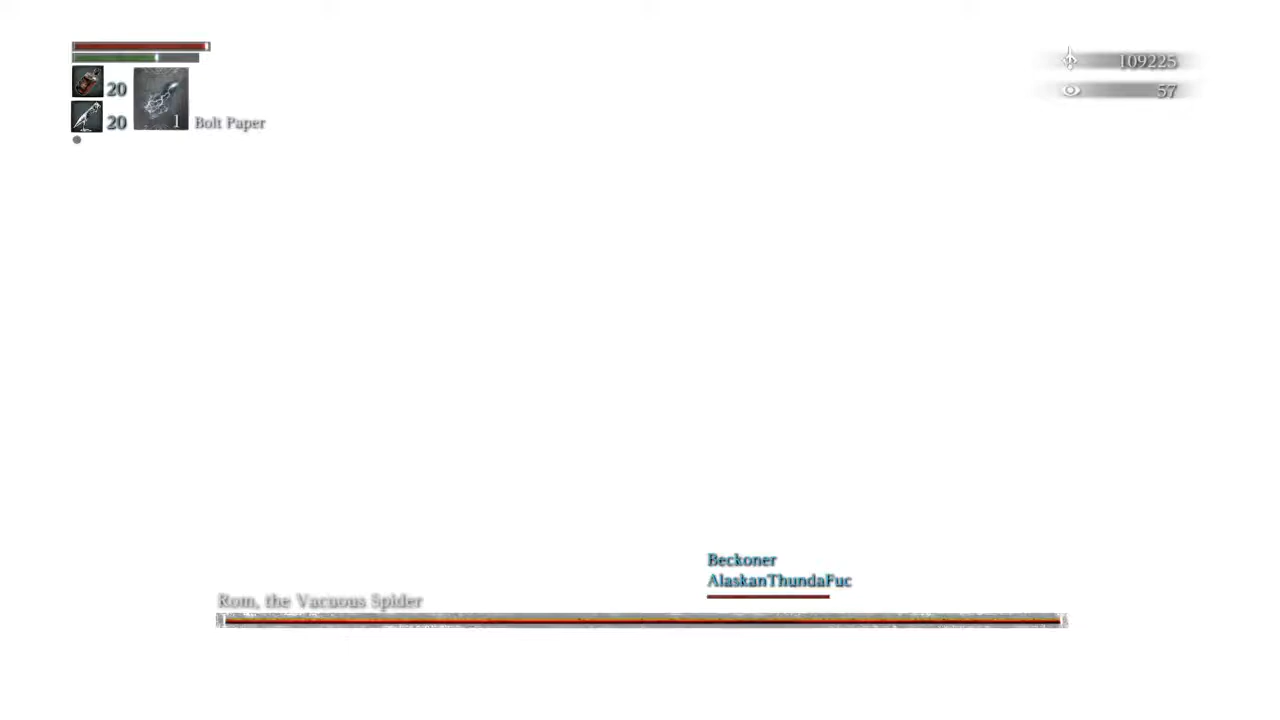 109225
20
57
1
20
Bolt Paper
Beckoner
AlaskanThundaFuc
Rom, the Vacuous Spider